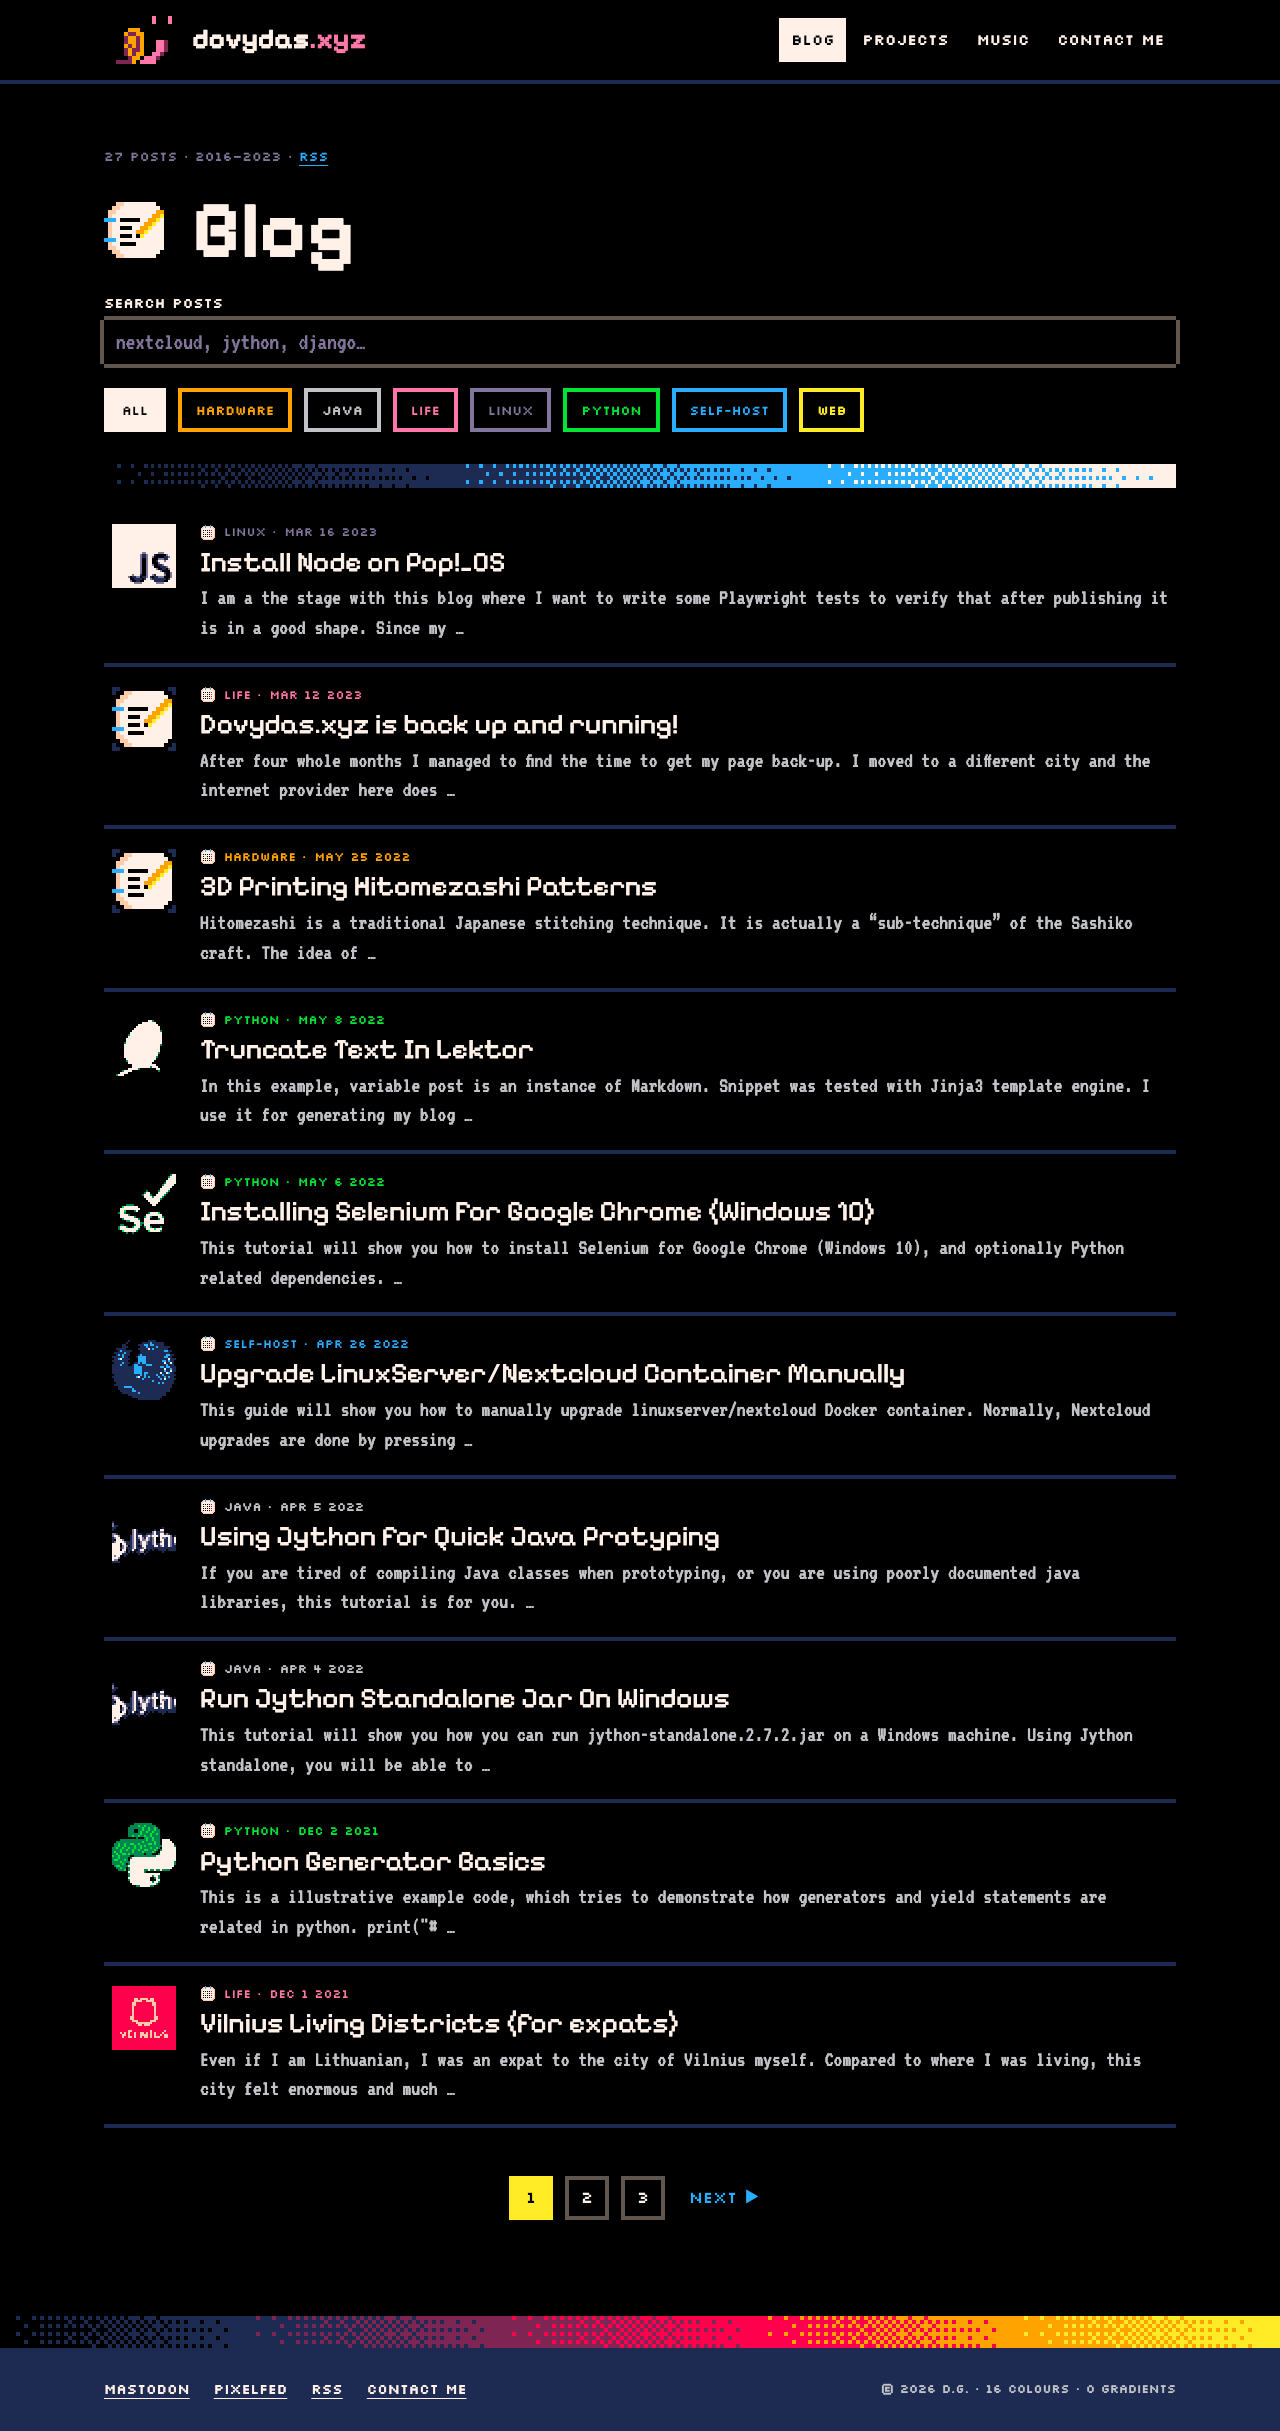 dovydas.xyz
BLOG PROJECTS MUSIC CONTACT ME
27 POSTS · 2016–2023 · RSS
Blog
SEARCH POSTS
nextcloud, jython, django…
ALL HARDWARE JAVA LIFE LINUX PYTHON SELF-HOST WEB
JS
LINUX · MAR 16 2023
Install Node on Pop!_OS
I am a the stage with this blog where I want to write some Playwright tests to verify that after publishing it
is in a good shape. Since my …
LIFE · MAR 12 2023
Dovydas.xyz is back up and running!
After four whole months I managed to find the time to get my page back-up. I moved to a different city and the
internet provider here does …
HARDWARE · MAY 25 2022
3D Printing Hitomezashi Patterns
Hitomezashi is a traditional Japanese stitching technique. It is actually a “sub-technique” of the Sashiko
craft. The idea of …
PYTHON · MAY 8 2022
Truncate Text In Lektor
In this example, variable post is an instance of Markdown. Snippet was tested with Jinja3 template engine. I
use it for generating my blog …
Se
PYTHON · MAY 6 2022
Installing Selenium For Google Chrome (Windows 10)
This tutorial will show you how to install Selenium for Google Chrome (Windows 10), and optionally Python
related dependencies. …
SELF-HOST · APR 26 2022
Upgrade LinuxServer/Nextcloud Container Manually
This guide will show you how to manually upgrade linuxserver/nextcloud Docker container. Normally, Nextcloud
upgrades are done by pressing …
Jyth
JAVA · APR 5 2022
Using Jython For Quick Java Protyping
If you are tired of compiling Java classes when prototyping, or you are using poorly documented java
libraries, this tutorial is for you. …
Jyth
JAVA · APR 4 2022
Run Jython Standalone Jar On Windows
This tutorial will show you how you can run jython-standalone.2.7.2.jar on a Windows machine. Using Jython
standalone, you will be able to …
PYTHON · DEC 2 2021
Python Generator Basics
This is a illustrative example code, which tries to demonstrate how generators and yield statements are
related in python. print("# …
VILNIUS
LIFE · DEC 1 2021
Vilnius Living Districts (for expats)
Even if I am Lithuanian, I was an expat to the city of Vilnius myself. Compared to where I was living, this
city felt enormous and much …
1 2 3 NEXT ▶
MASTODON PIXELFED RSS CONTACT ME
© 2026 D.G. · 16 COLOURS · 0 GRADIENTS